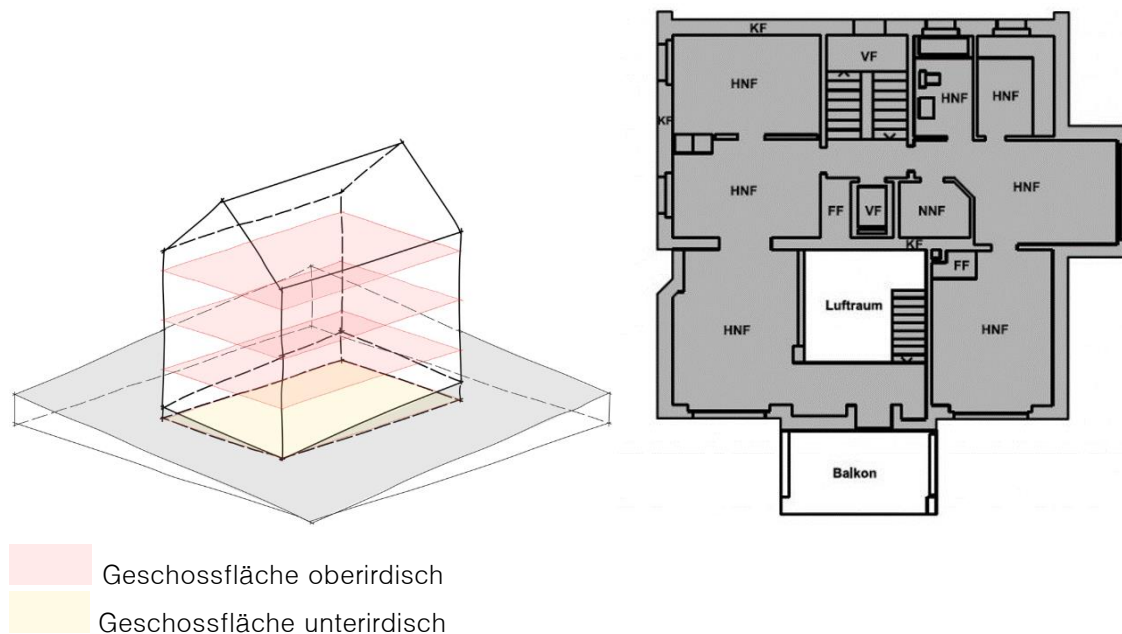 KF
VF
HNF
HNF
HNF
KF
HNF
HNF
FF
VF
NNF
KF
FF
Luftraum
HNF
HNF
Balkon
Geschossfläche oberirdisch
Geschossfläche unterirdisch